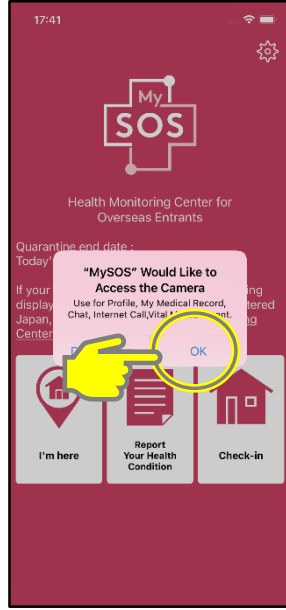 17:41
My
SOS
Health Monitoring Center for
Overseas Entrants
Quarantine end date :
Today'
"MySOS" Would Like to
Access the Camera
If your
ing
Use for Profile, My Medical Record,
display
tered
Chat, Internet Call,Vital
Japan,
Center
OK
I'm here
Report
Your Health
Condition
Check-in